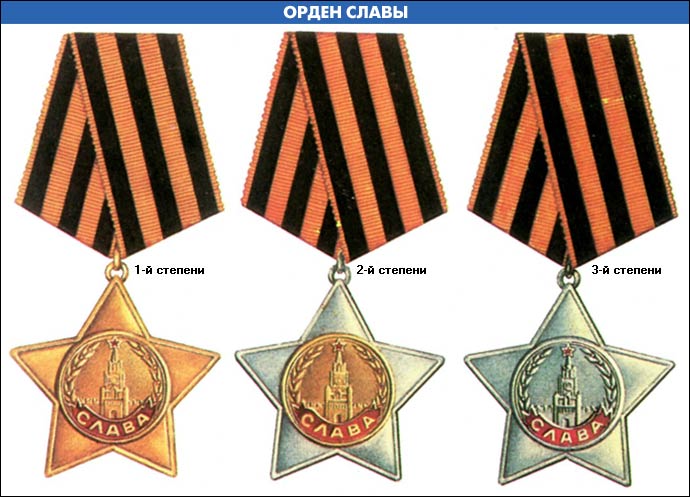 ОРДЕН СЛАВЫ
1-й степени
2-й степени
3-й степени
СЛАВА
СЛАВА
СЛАВА